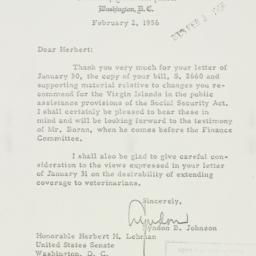 Washington, D. C.
February 2, 1956
Dear Herbert:
Thank you very much for your letter of
January 30, the copy of your bill, S. 2660 and
supporting material relative to changes you re-
commend for the Virgin Islands in the public
assistance provisions of the Social Security Act.
I shall certainly be pleased to bear these in
mind and will be looking forward to the testimony
of Mr. Boran, when he comes before the Finance
Committee.
I shall also be glad to give careful con-
sideration to the views expressed in your letter
of January 31 on the desirability of extending
coverage to veterinarians.
Sincerely,
Lyndon
Lyndon B. Johnson
Honorable Herbert H. Lehman
United States Senate
Washington, D. C.